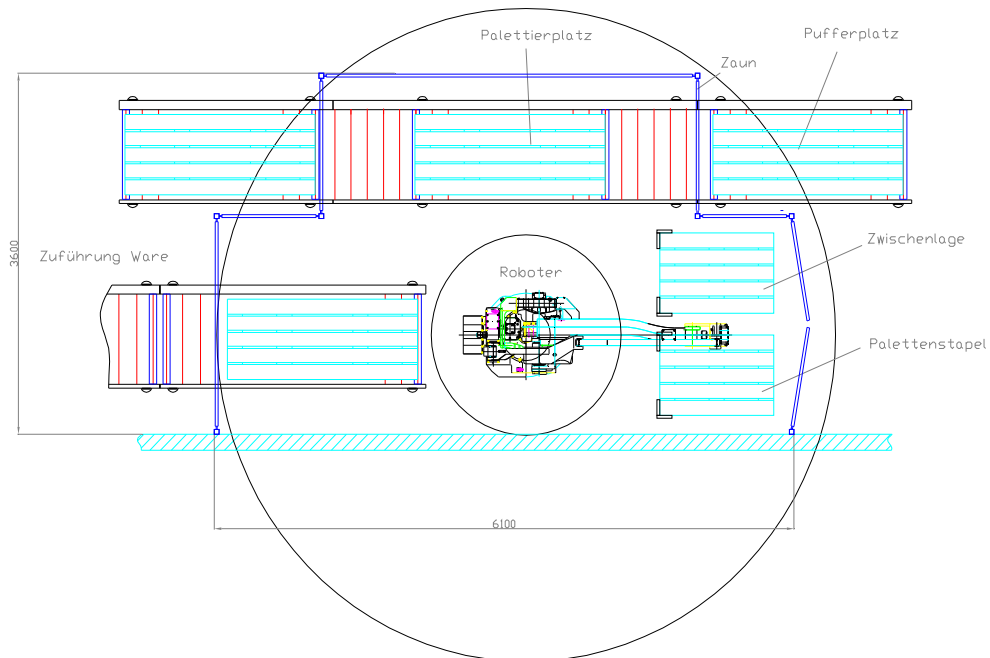 Palettierplatz
Pufferplatz
Zaun
Zwischenlage
Zuführung Ware
3600
Roboter
Palettenstapel
6100